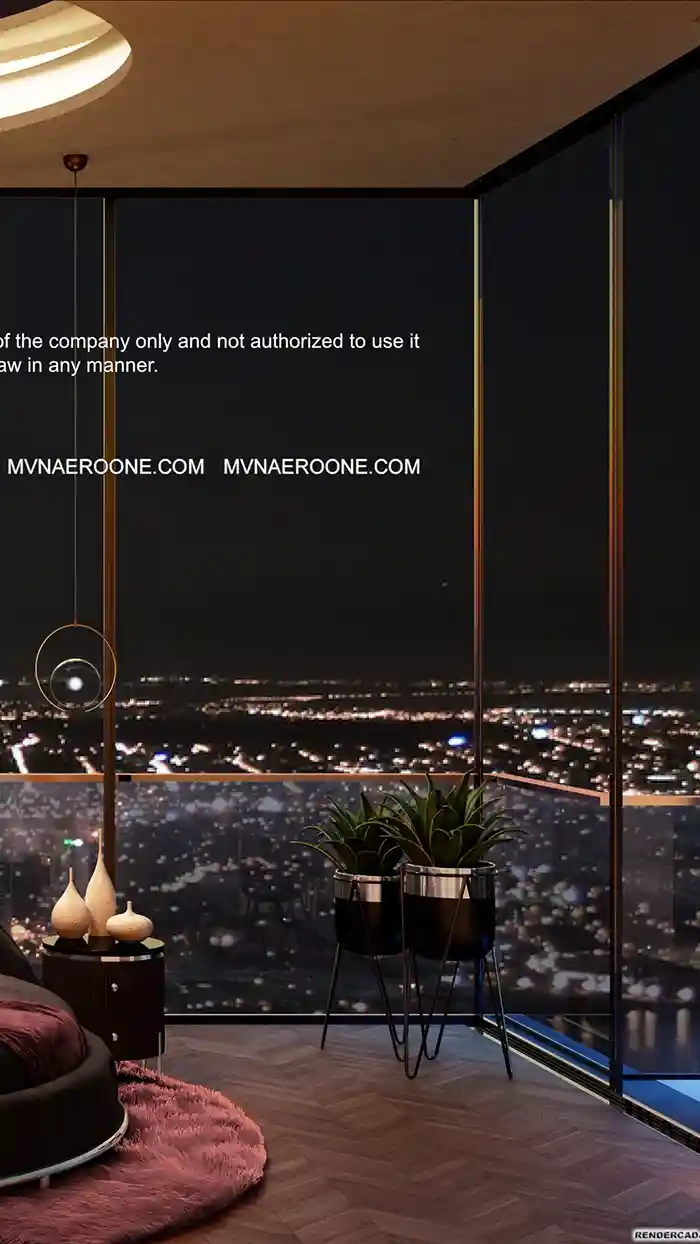 of the company only and not authorized to use it
aw in any manner.
MVNAEROONE.COM MVNAEROONE.COM
RENDERCAD